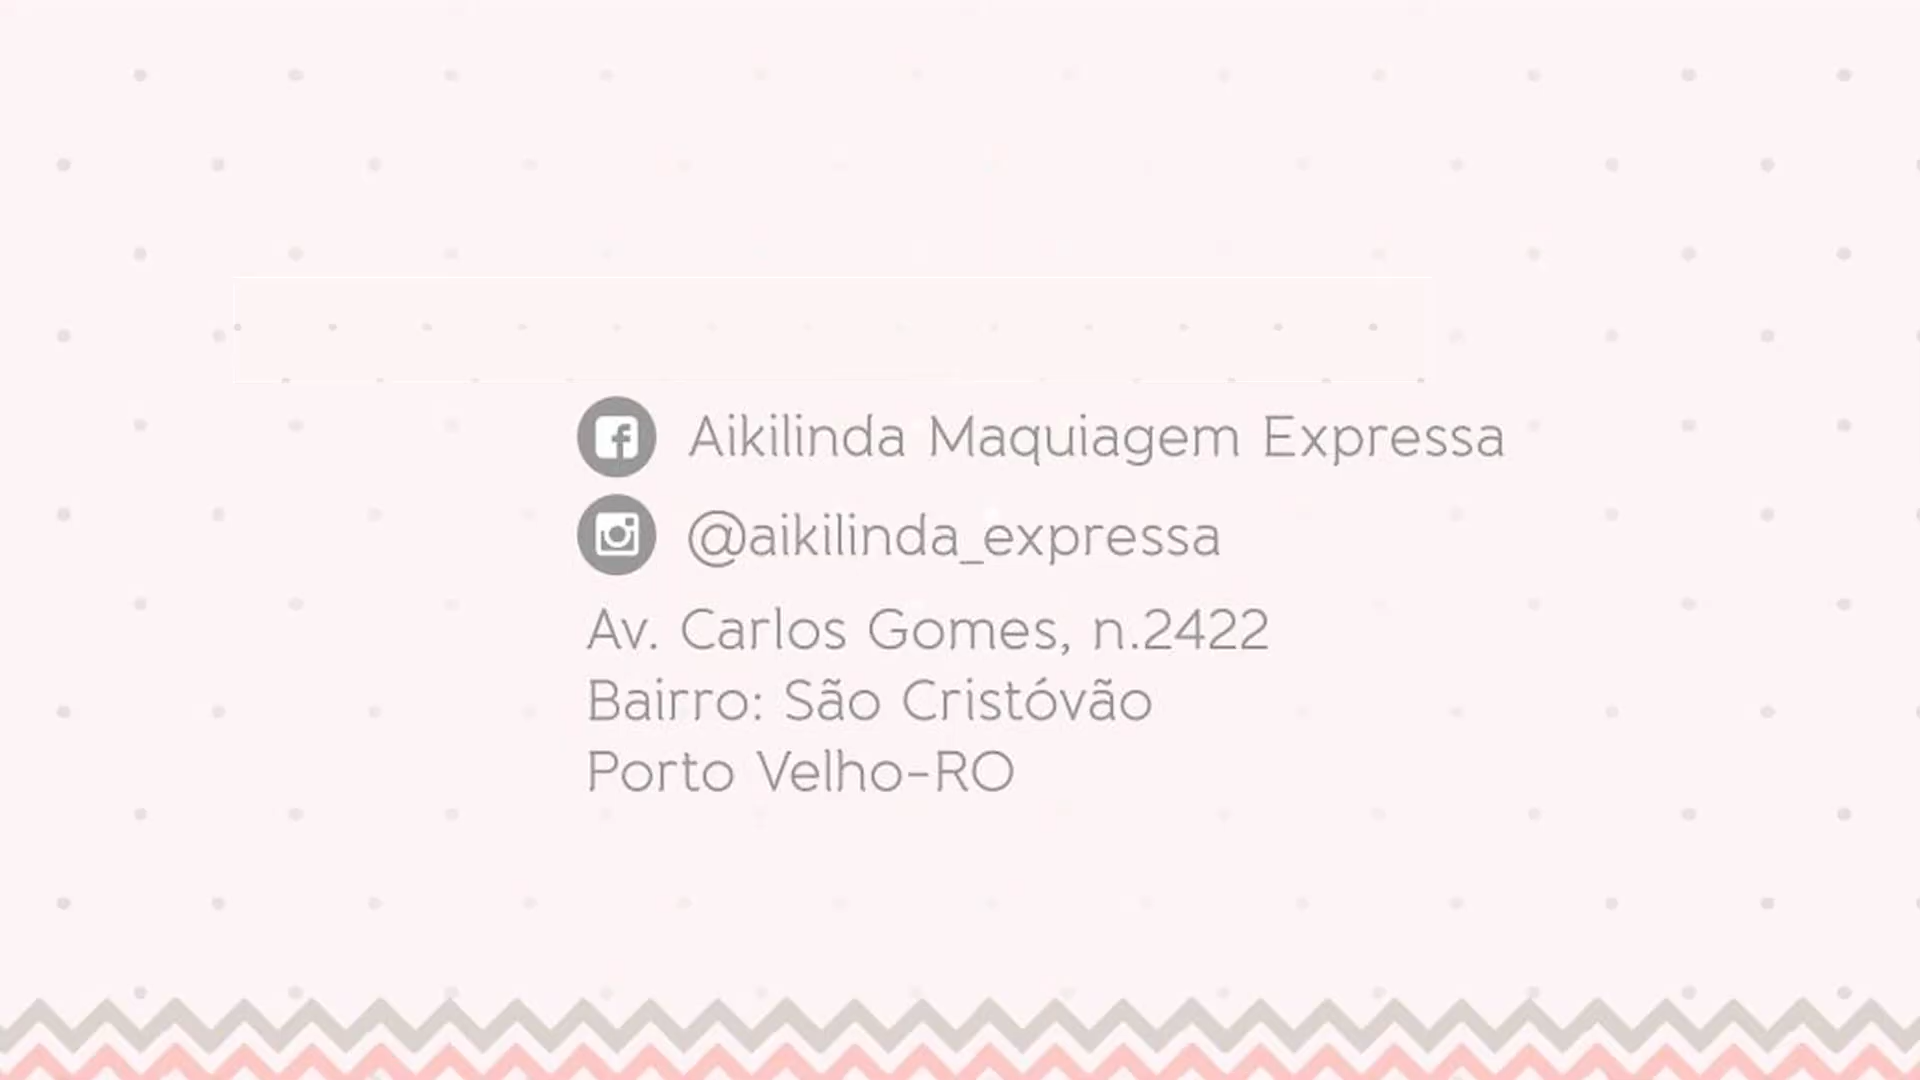 Aikilinda Maquiagem Expressa
@aikilinda_expressa
Av. Carlos Gomes, n.2422
Bairro: São Cristóvão
Porto Velho-RO